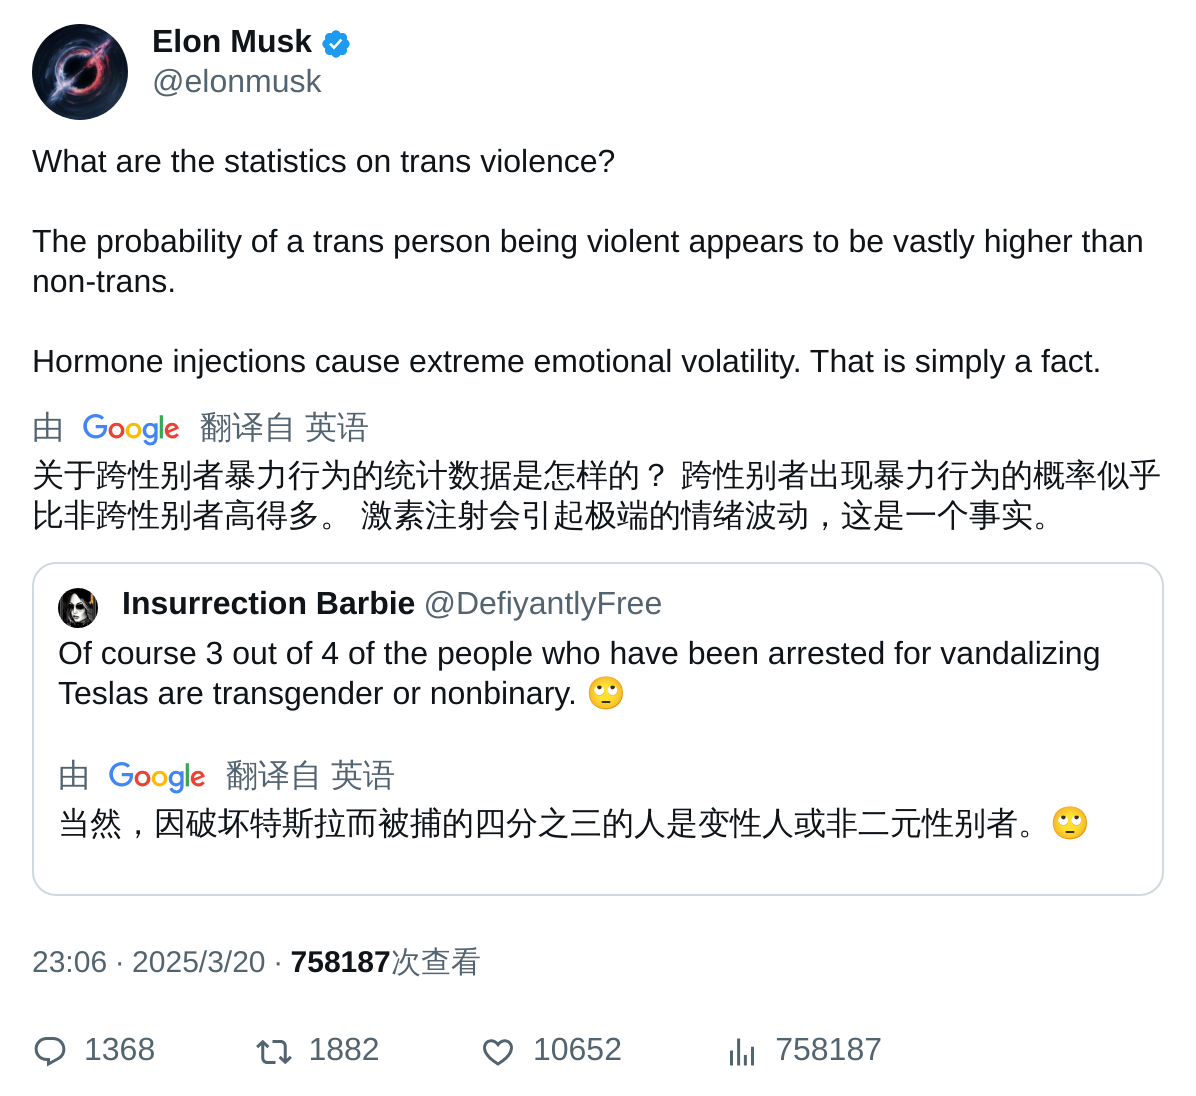 Elon Musk
@elonmusk
What are the statistics on trans violence?
The probability of a trans person being violent appears to be vastly higher than
non-trans.
Hormone injections cause extreme emotional volatility. That is simply a fact.
由 Google 翻译自 英语
关于跨性别者暴力行为的统计数据是怎样的？ 跨性别者出现暴力行为的概率似乎
比非跨性别者高得多。 激素注射会引起极端的情绪波动，这是一个事实。
Insurrection Barbie @DefiyantlyFree
Of course 3 out of 4 of the people who have been arrested for vandalizing
Teslas are transgender or nonbinary. 🙄
由 Google 翻译自 英语
当然，因破坏特斯拉而被捕的四分之三的人是变性人或非二元性别者。🙄
23:06 · 2025/3/20 · 758187次查看
1368 1882 10652 758187